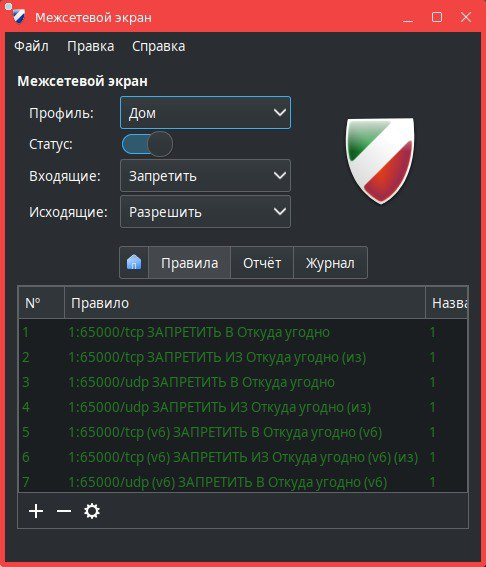 Межсетевой экран
Файл Правка Справка
Межсетевой экран
Профиль: Дом
Статус:
Входящие: Запретить
Исходящие: Разрешить
Правила Отчёт Журнал
Nº Правило Назва
1 1:65000/tcp ЗАПРЕТИТЬ В Откуда угодно 1
2 1:65000/tcp ЗАПРЕТИТЬ ИЗ Откуда угодно (из) 1
3 1:65000/udp ЗАПРЕТИТЬ В Откуда угодно 1
4 1:65000/udp ЗАПРЕТИТЬ ИЗ Откуда угодно (из) 1
5 1:65000/tcp (v6) ЗАПРЕТИТЬ В Откуда угодно (v6) 1
6 1:65000/tcp (v6) ЗАПРЕТИТЬ ИЗ Откуда угодно (v6) (из) 1
7 1:65000/udp (v6) ЗАПРЕТИТЬ В Откуда угодно (v6) 1